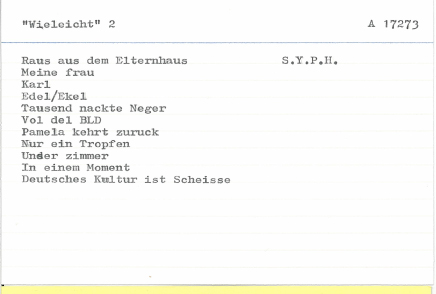 "Wieleicht" 2 A 17273
Raus aus dem Elternhaus S.Y.P.H.
Meine frau
Karl
Edel/Ekel
Tausend nackte Neger
Vol del BLD
Pamela kehrt zuruck
Nur ein Tropfen
Under zimmer
In einem Moment
Deutsches Kultur ist Scheisse